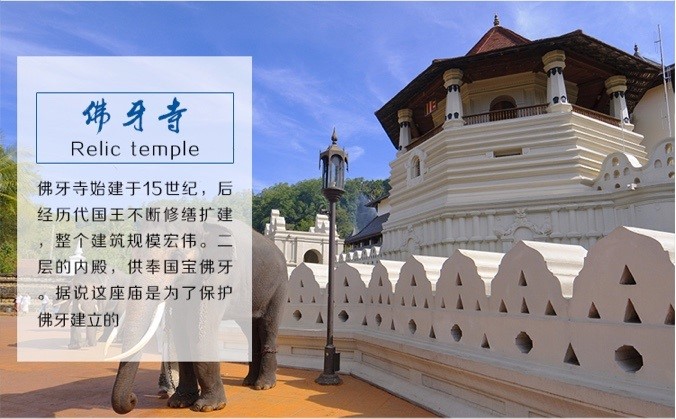 佛牙寺
Relic temple
佛牙寺始建于15世纪，后
经历代国王不断修缮扩建
，整个建筑规模宏伟。二
层的内殿，供奉国宝佛牙
。据说这座庙是为了保护
佛牙建立的